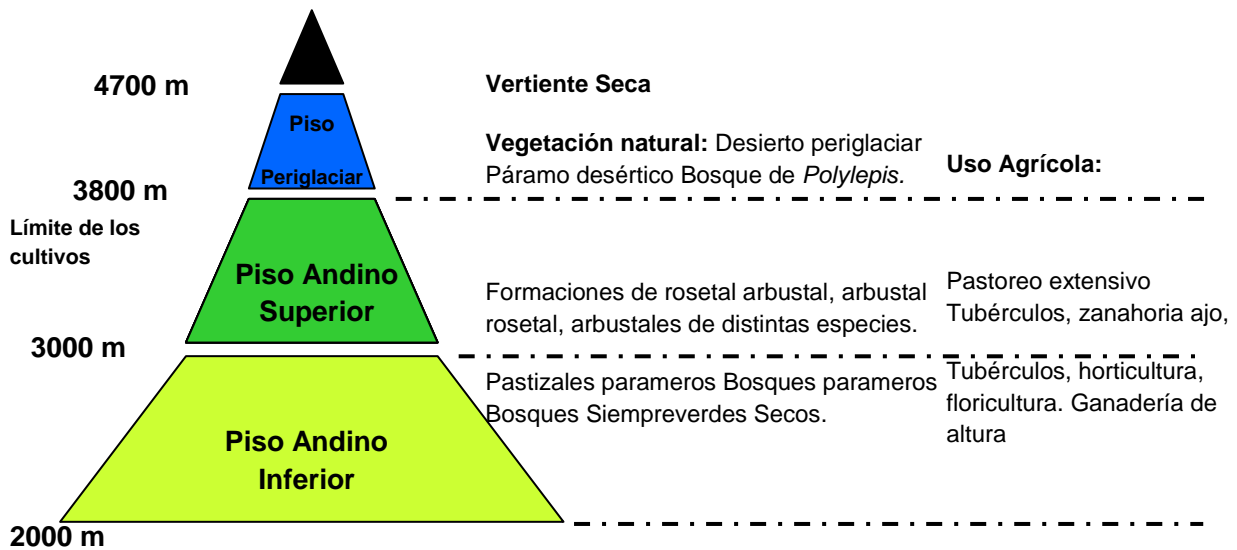 4700 m
Vertiente Seca
Piso
Periglaciar
Vegetación natural: Desierto periglaciar
Páramo desértico Bosque de Polylepis.
Uso Agrícola:
3800 m
Límite de los
cultivos
Piso Andino
Superior
Formaciones de rosetal arbustal, arbustal
rosetal, arbustales de distintas especies.
Pastoreo extensivo
Tubérculos, zanahoria ajo,
3000 m
Pastizales parameros Bosques parameros
Bosques Siempreverdes Secos.
Tubérculos, horticultura,
floricultura. Ganadería de
altura
Piso Andino
Inferior
2000 m